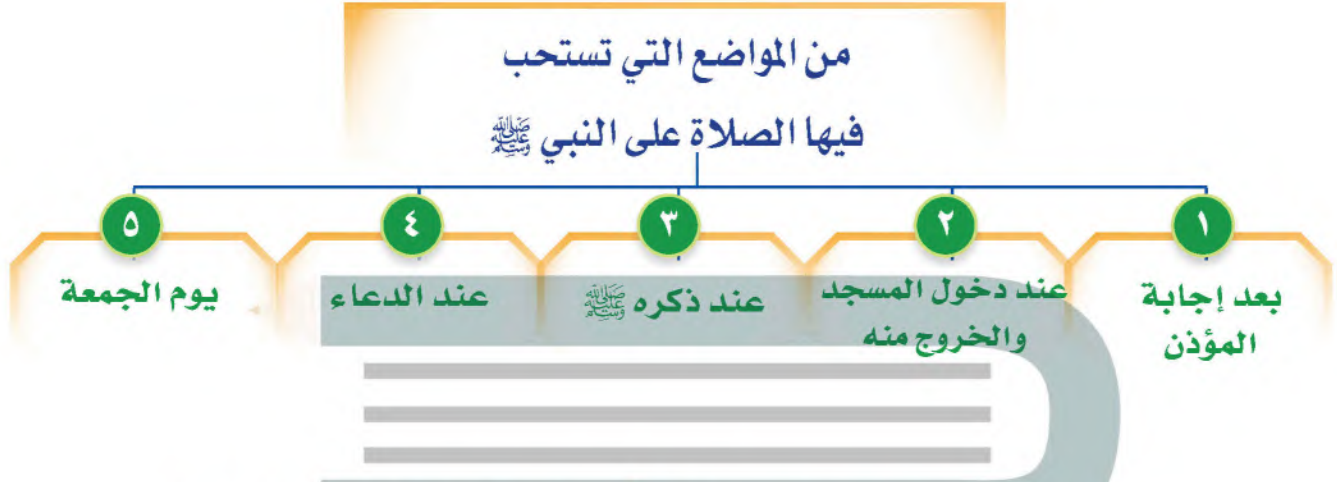 من المواضع التي تستحب
فيها الصلاة على النبي ﷺ
١
بعد إجابة
المؤذن
٢
عند دخول المسجد
والخروج منه
٣
عند ذكره ﷺ
٤
عند الدعاء
٥
يوم الجمعة